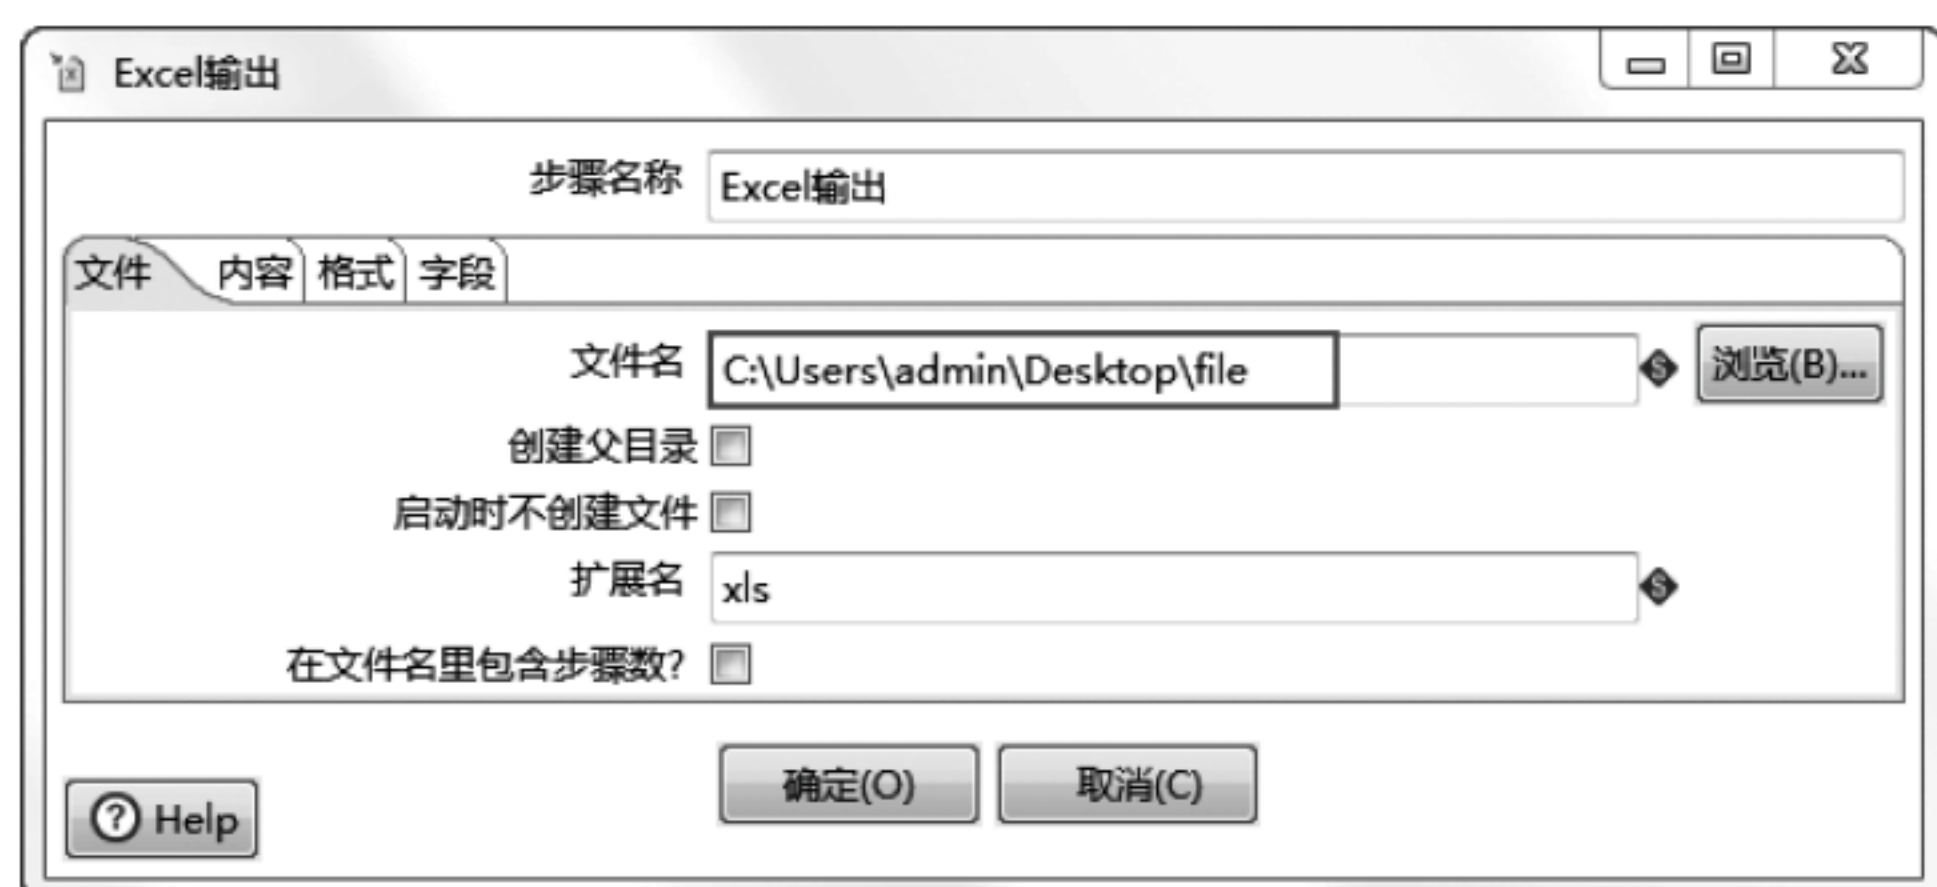 Excel输出
步骤名称 Excel输出
文件 内容 格式 字段
文件名 C:\Users\admin\Desktop\file 浏览(B)...
创建父目录
启动时不创建文件
扩展名 xls
在文件名里包含步骤数?
确定(O) 取消(C)
Help